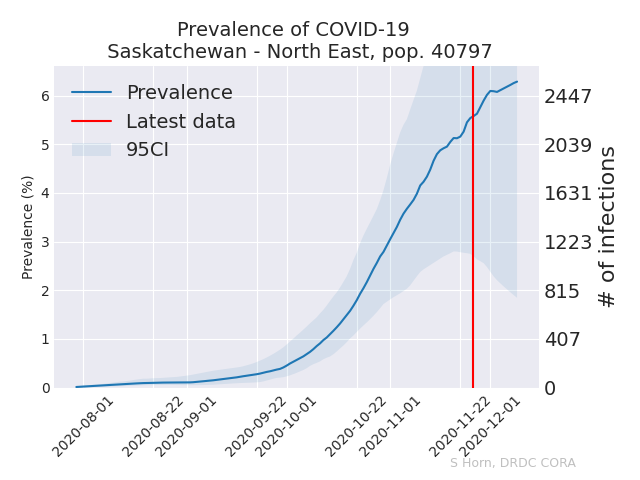 Prevalence of COVID-19
Saskatchewan - North East, pop. 40797
Prevalence
Latest data
95CI
Prevalence (%)
6
5
4
3
2
1
0
2447
2039
1631
1223
815
407
0
# of infections
2020-08-01
2020-08-22
2020-09-01
2020-09-22
2020-10-01
2020-10-22
2020-11-01
2020-11-22
2020-12-01
S Horn, DRDC CORA